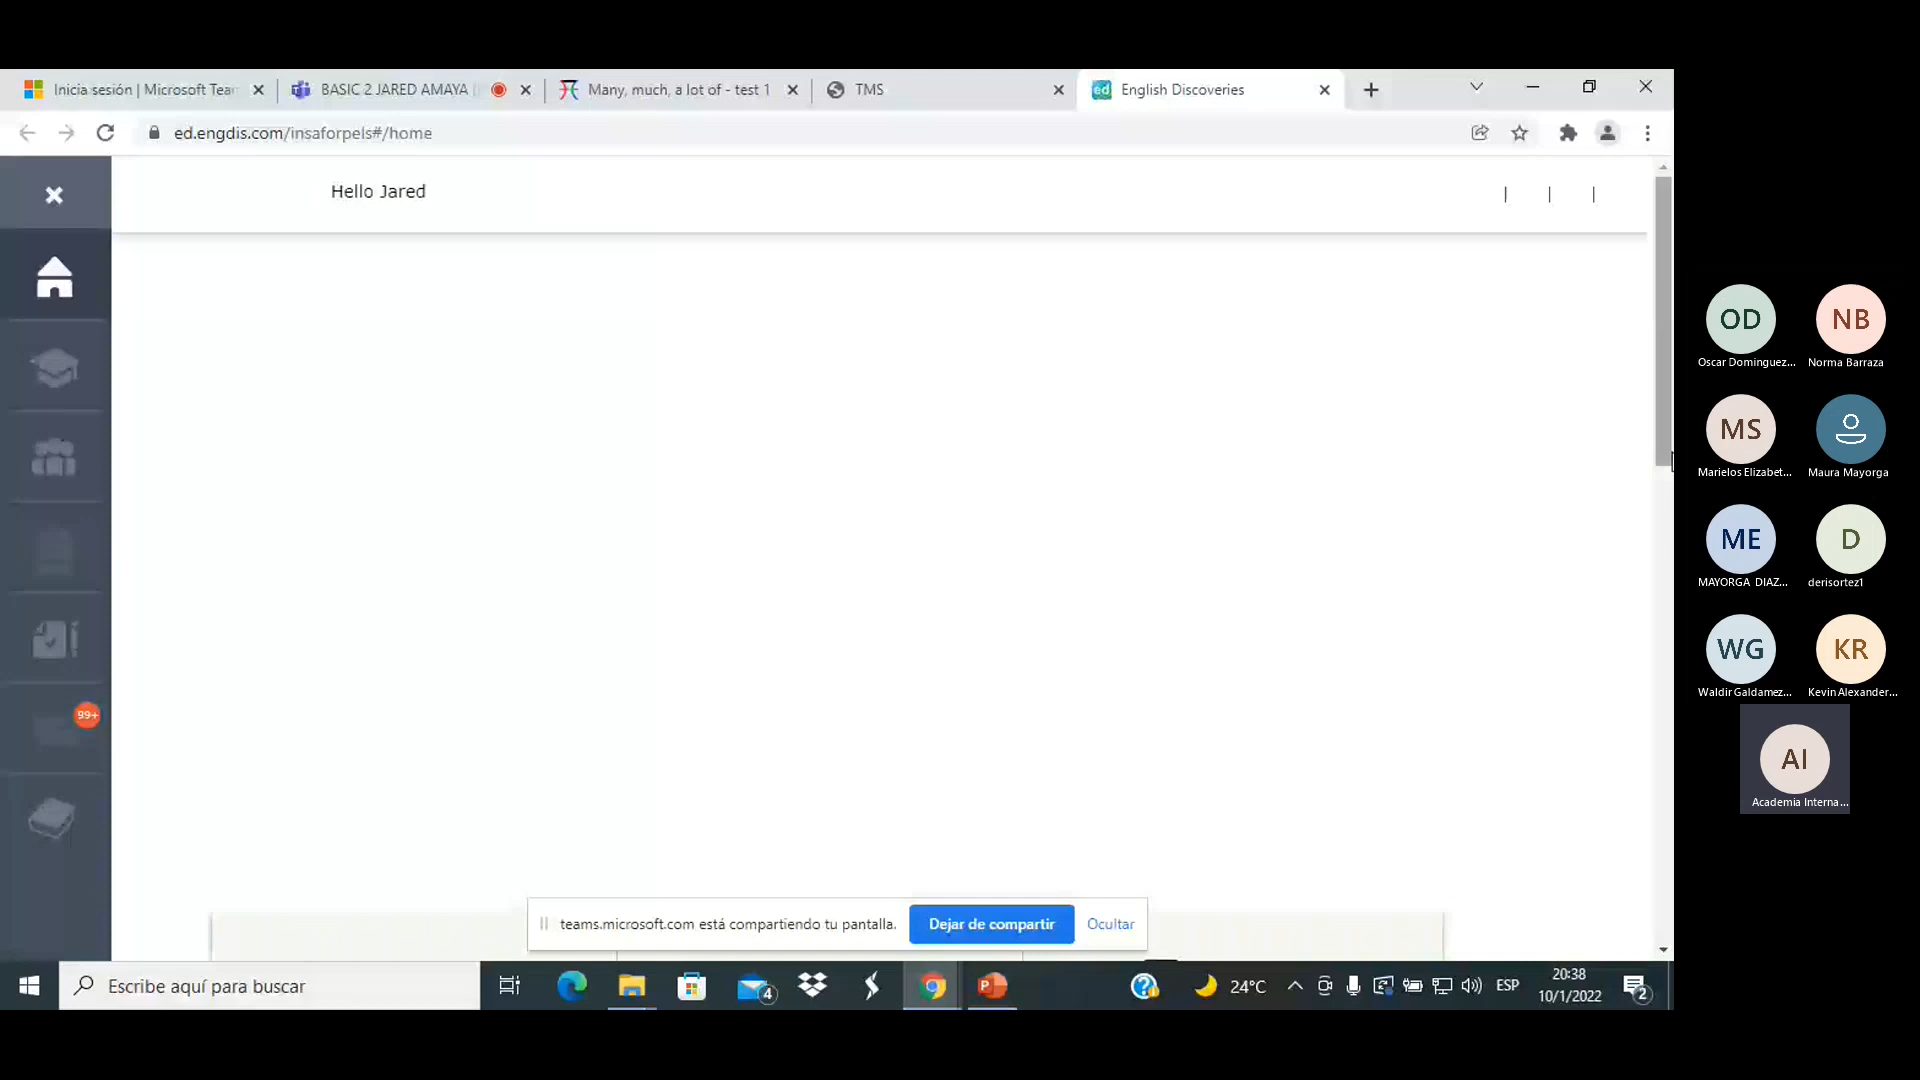 Inicia sesión | Microsoft Tea
BASIC 2 JARED AMAYA
Many, much, a lot of - test 1
TMS
ed
English Discoveries
ed.engdis.com/insaforpels#/home
Hello Jared
99+
teams.microsoft.com está compartiendo tu pantalla.
Dejar de compartir
Ocultar
Escribe aquí para buscar
4
24°C
ESP
20:38
10/1/2022
2
OD
Oscar Dominguez...
NB
Norma Barraza
MS
Marielos Elizabet...
Maura Mayorga
ME
MAYORGA DIAZ...
D
derisortez1
WG
Waldir Galdamez...
KR
Kevin Alexander...
AI
Academia Interna...